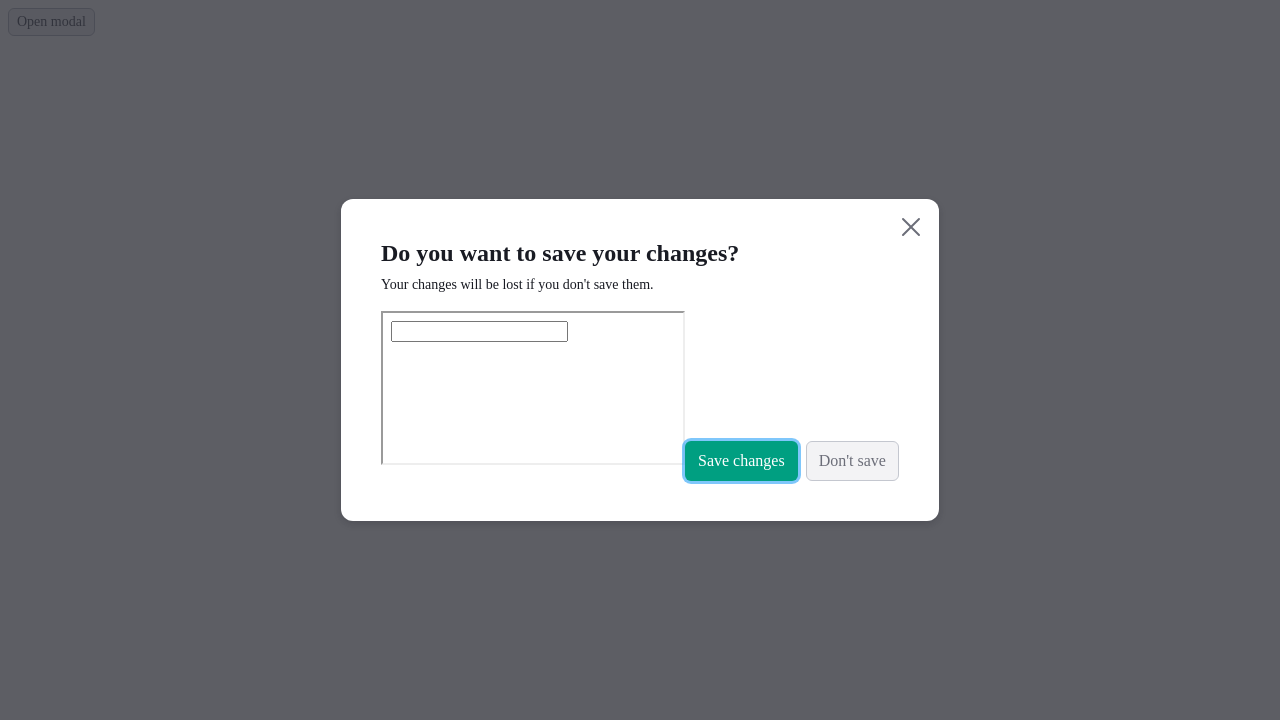 Open modal
Do you want to save your changes?
Your changes will be lost if you don't save them.
Save changes
Don't save